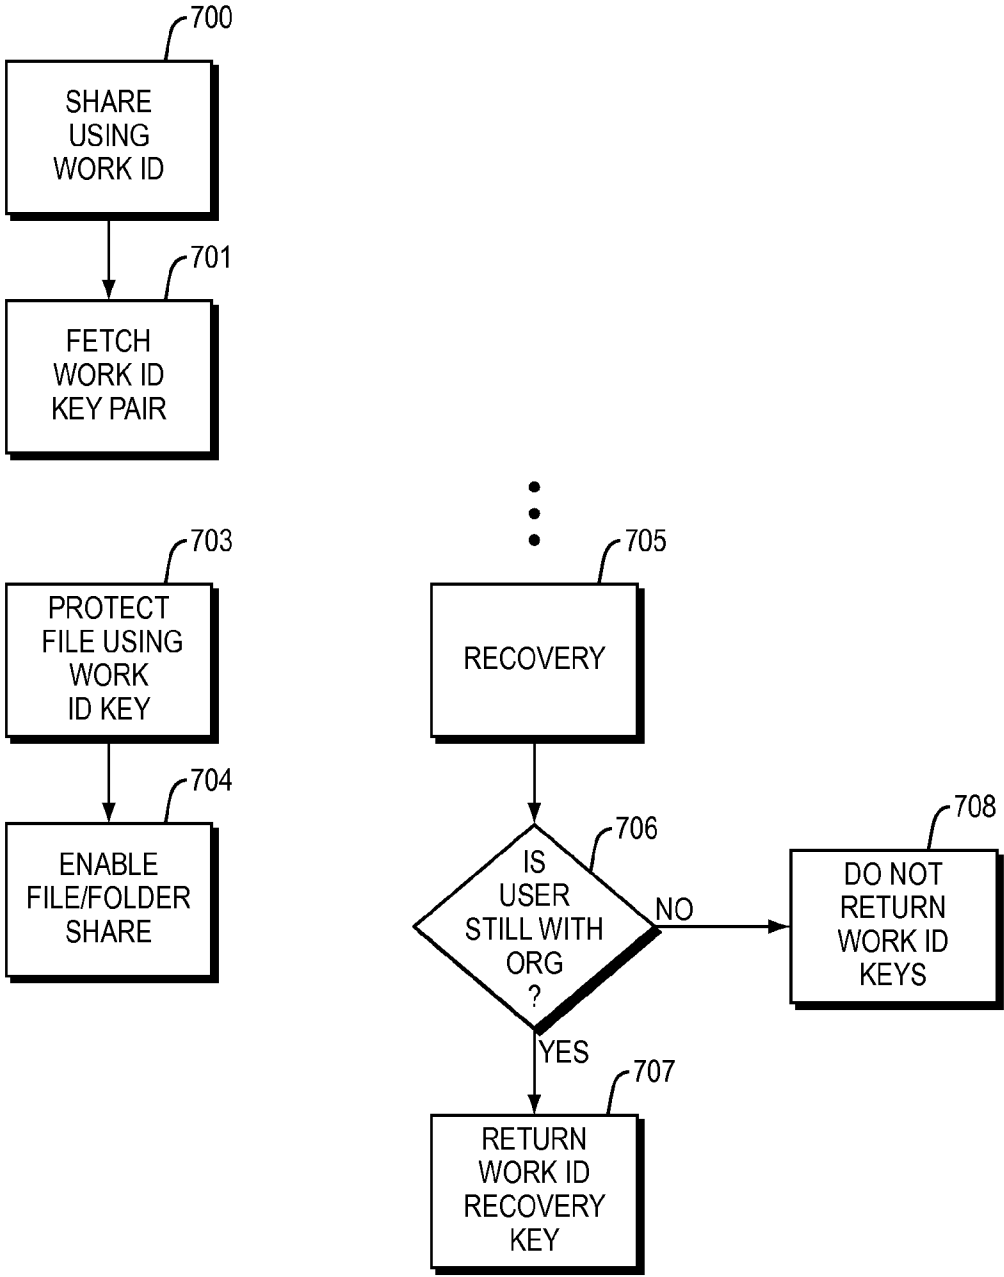 700
SHARE
USING
WORK ID
701
FETCH
WORK ID
KEY PAIR
703
PROTECT
FILE USING
WORK
ID KEY
704
ENABLE
FILE/FOLDER
SHARE
705
RECOVERY
706
IS
USER
STILL WITH
ORG
?
NO
708
DO NOT
RETURN
WORK ID
KEYS
YES
707
RETURN
WORK ID
RECOVERY
KEY